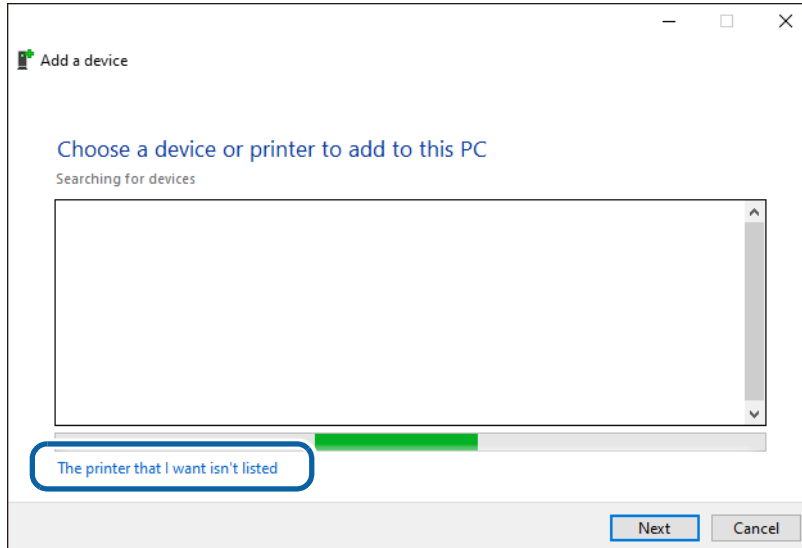 Add a device
Choose a device or printer to add to this PC
Searching for devices
The printer that I want isn't listed
Next Cancel